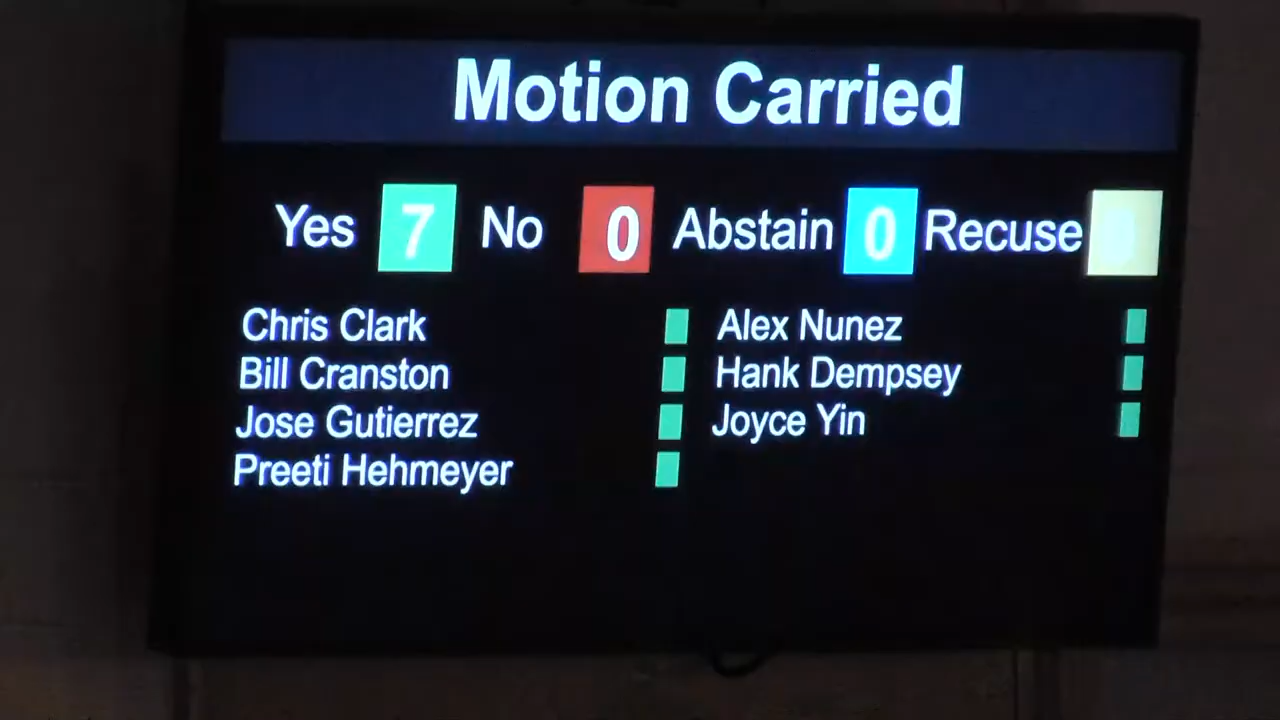 Motion Carried
Yes 7 No 0 Abstain 0 Recuse
Chris Clark
Bill Cranston
Jose Gutierrez
Preeti Hehmeyer
Alex Nunez
Hank Dempsey
Joyce Yin